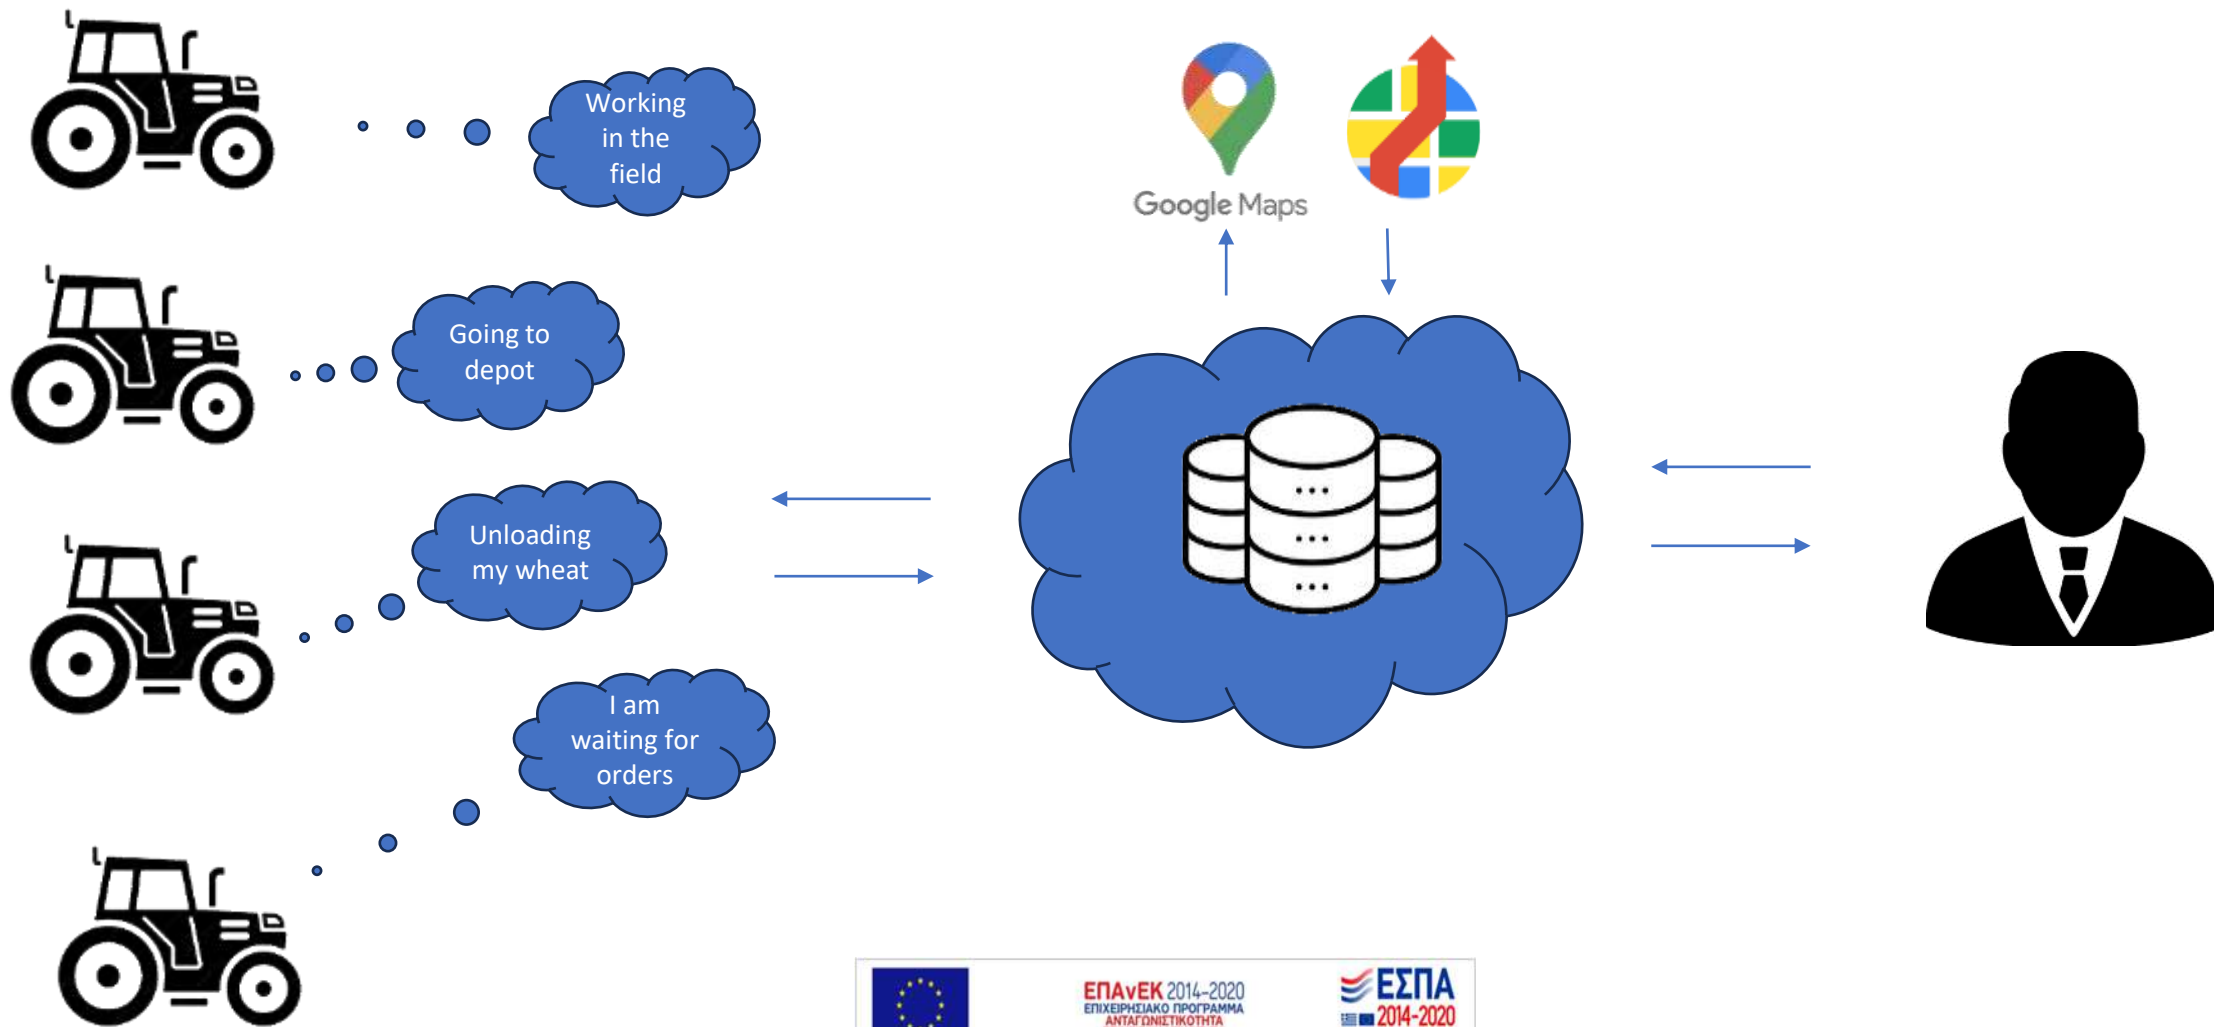 Working
in the
field
Google Maps
Going to
depot
Unloading
my wheat
I am
waiting for
orders
ΕΠΑνΕΚ 2014-2020
ΕΠΙΧΕΙΡΗΣΙΑΚΟ ΠΡΟΓΡΑΜΜΑ
ΑΝΤΑΓΩΝΙΣΤΙΚΟΤΗΤΑ
ΕΣΠΑ
2014-2020